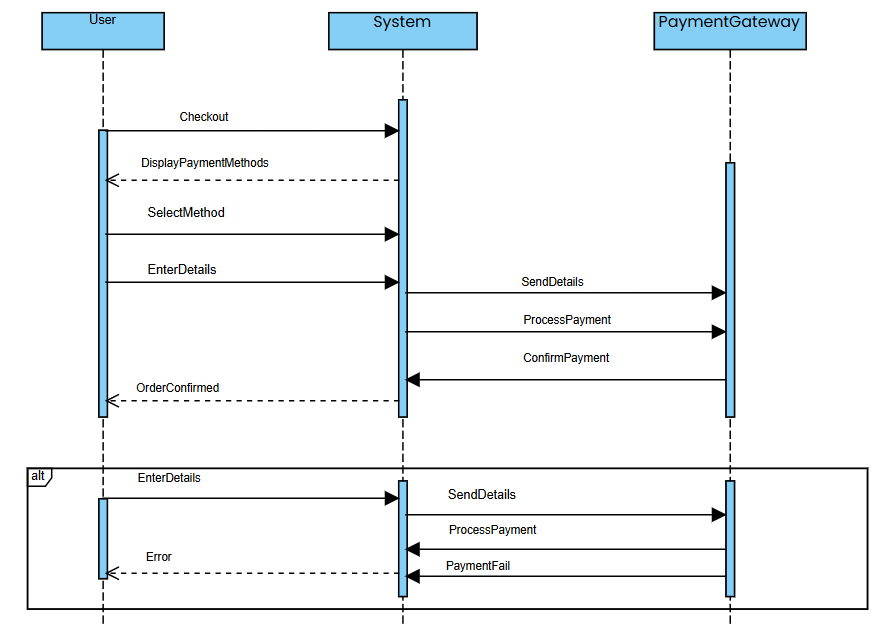 User
System
PaymentGateway
Checkout
DisplayPaymentMethods
SelectMethod
EnterDetails
SendDetails
ProcessPayment
ConfirmPayment
OrderConfirmed
alt
EnterDetails
SendDetails
ProcessPayment
Error
PaymentFail